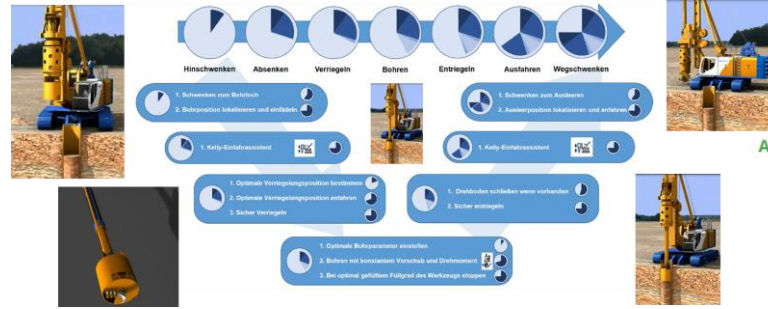 Hinschwenken Absenken Verriegeln Bohren Entriegeln Ausfahren Wegschwenken
1. Schwenken zum Bohrloch
2. Bohrposition lokalisieren und einfädeln
1. Schwenken zum Ausleeren
2. Ausleerposition lokalisieren und anfahren
1. Kelly-Einfahrassistent
1. Kelly-Einfahrassistent
A
1. Optimale Verriegelungsposition bestimmen
2. Optimale Verriegelungsposition anfahren
3. Sicher Verriegeln
1. Drehboden schließen wenn vorhanden
2. Sicher entriegeln
1. Optimale Bohrparameter einstellen
2. Bohren mit konstantem Vorschub und Drehmoment
3. Bei optimal gefülltem Füllgrad des Werkzeugs stoppen